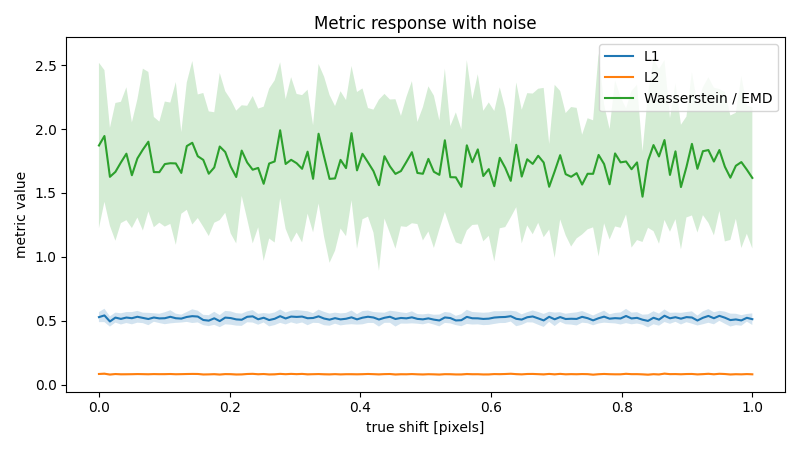 Metric response with noise
L1
L2
Wasserstein / EMD
metric value
2.5
2.0
1.5
1.0
0.5
0.0
0.0 0.2 0.4 0.6 0.8 1.0
true shift [pixels]